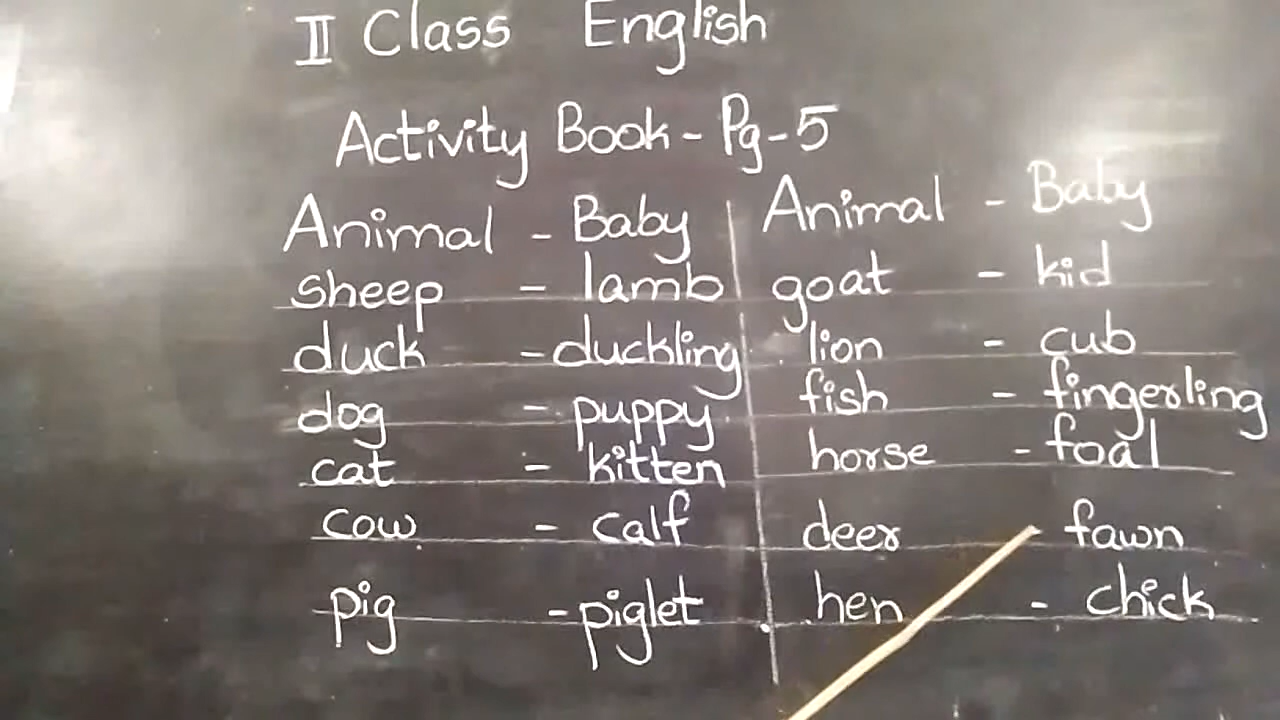 II Class English
Activity Book - Pg - 5
Animal - Baby
sheep - lamb
duck - duckling
dog - puppy
cat - kitten
cow - calf
pig - piglet
Animal - Baby
goat - kid
lion - cub
fish - fingerling
horse - foal
deer - fawn
hen - chick